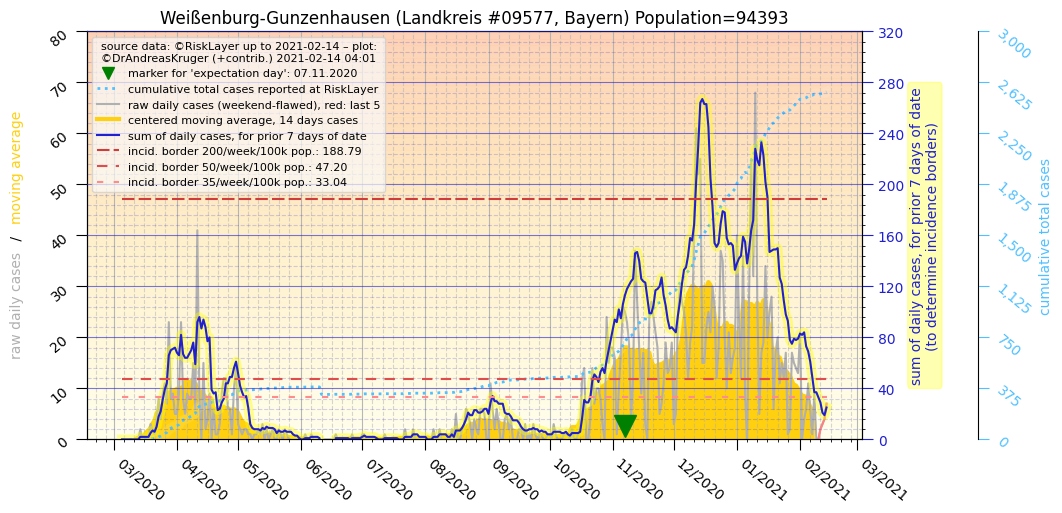 Weißenburg-Gunzenhausen (Landkreis #09577, Bayern) Population=94393
source data: ©RiskLayer up to 2021-02-14 – plot:
©DrAndreasKruger (+contrib.) 2021-02-14 04:01
marker for 'expectation day': 07.11.2020
cumulative total cases reported at RiskLayer
raw daily cases (weekend-flawed), red: last 5
centered moving average, 14 days cases
sum of daily cases, for prior 7 days of date
incid. border 200/week/100k pop.: 188.79
incid. border 50/week/100k pop.: 47.20
incid. border 35/week/100k pop.: 33.04
raw daily cases / moving average
80
70
60
50
40
30
20
10
0
320
280
240
200
160
120
80
40
0
sum of daily cases, for prior 7 days of date
(to determine incidence borders)
3,000
2,625
2,250
1,875
1,500
1,125
750
375
0
cumulative total cases
03/2020
04/2020
05/2020
06/2020
07/2020
08/2020
09/2020
10/2020
11/2020
12/2020
01/2021
02/2021
03/2021